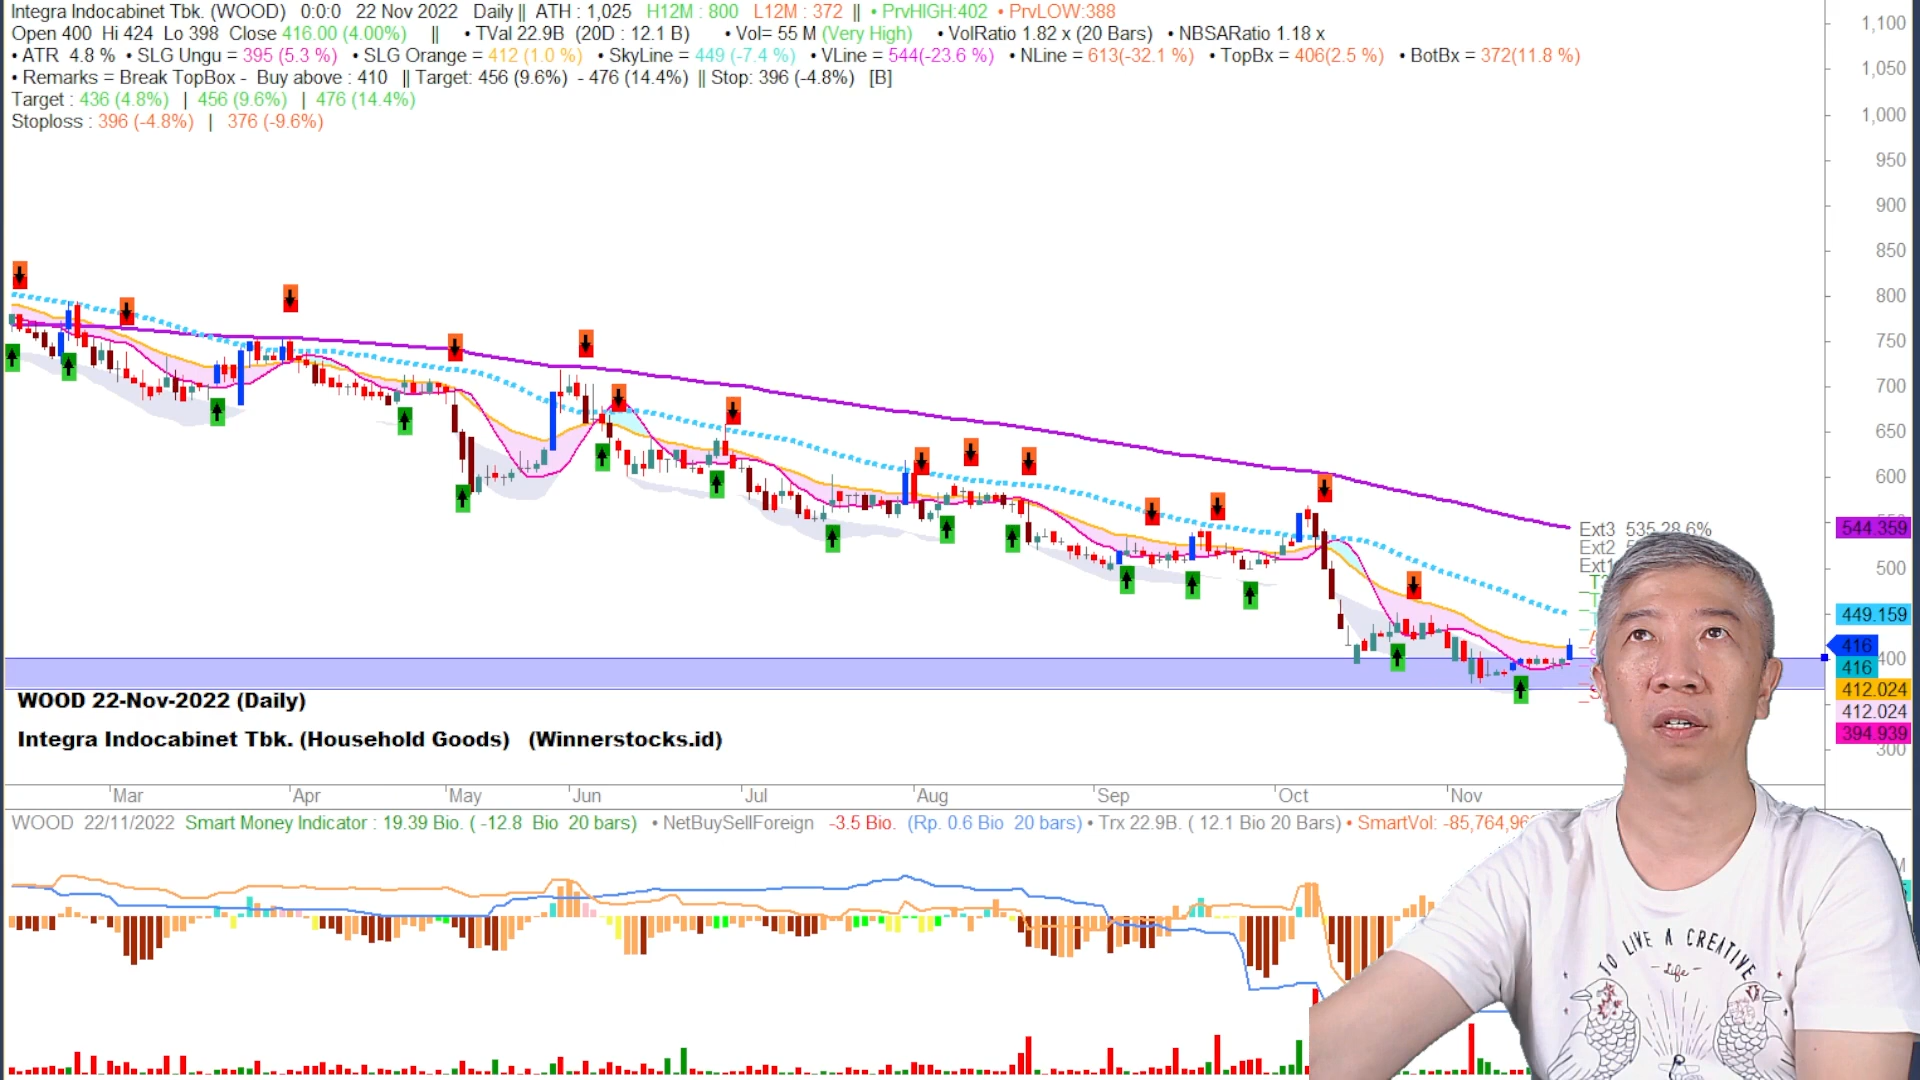 Integra Indocabinet Tbk. (WOOD) 0:0:0 22 Nov 2022 Daily || ATH : 1,025 H12M : 800 L12M : 372 || • PrvHIGH:402 • PrvLOW:388
Open 400 Hi 424 Lo 398 Close 416.00 (4.00%) || • TVal 22.9B (20D : 12.1 B) • Vol= 55 M (Very High) • VolRatio 1.82 x (20 Bars) • NBSARatio 1.18 x
• ATR 4.8 % • SLG Ungu = 395 (5.3 %) • SLG Orange = 412 (1.0 %) • SkyLine = 449 (-7.4 %) • VLine = 544(-23.6 %) • NLine = 613(-32.1 %) • TopBx = 406(2.5 %) • BotBx = 372(11.8 %)
• Remarks = Break TopBox - Buy above : 410 || Target: 456 (9.6%) - 476 (14.4%) || Stop: 396 (-4.8%) [B]
Target : 436 (4.8%) | 456 (9.6%) | 476 (14.4%)
Stoploss : 396 (-4.8%) | 376 (-9.6%)
1,100
1,050
1,000
950
900
850
800
750
700
650
600
544.359
500
449.159
416
400
416
412.024
412.024
394.939
300
Ext3 535,28.6%
Ext2
Ext1
WOOD 22-Nov-2022 (Daily)
Integra Indocabinet Tbk. (Household Goods) (Winnerstocks.id)
Mar Apr May Jun Jul Aug Sep Oct Nov
WOOD 22/11/2022 Smart Money Indicator : 19.39 Bio. ( -12.8 Bio 20 bars) • NetBuySellForeign -3.5 Bio. (Rp. 0.6 Bio 20 bars) • Trx 22.9B. ( 12.1 Bio 20 Bars) • SmartVol:
TO LIVE A CREATIVE
Life